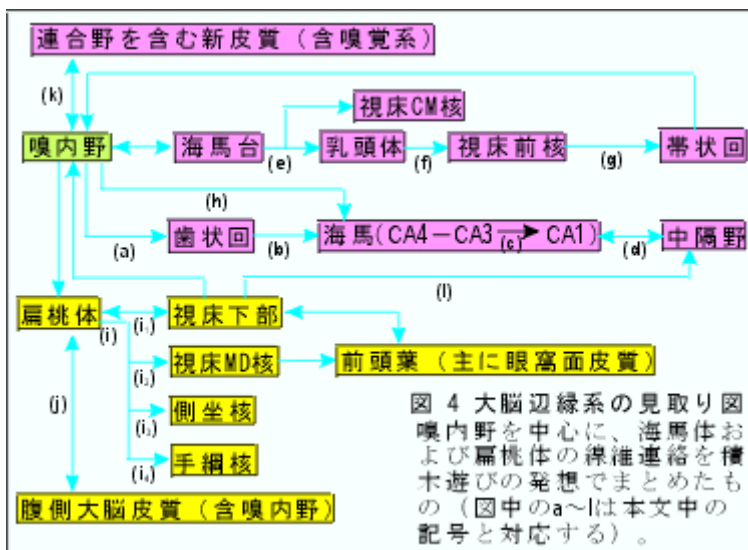 連合野を含む新皮質（含嗅覚系）
(k)
視床CM核
嗅内野
海馬台
(e)
乳頭体
(f)
視床前核
(g)
帯状回
(h)
(a)
歯状回
(b)
海馬(CA4－CA3 (c) CA1)
(d)
中隔野
(l)
扁桃体
(i)
(i₁)
視床下部
(i₂)
視床MD核
前頭葉（主に眼窩面皮質）
(j)
(i₃)
側坐核
(i₄)
手綱核
腹側大脳皮質（含嗅内野）
図 4 大脳辺縁系の見取り図
嗅内野を中心に、海馬体お
よび扁桃体の線維連絡を積
木遊びの発想でまとめたも
の（図中のa～lは本文中の
記号と対応する）。